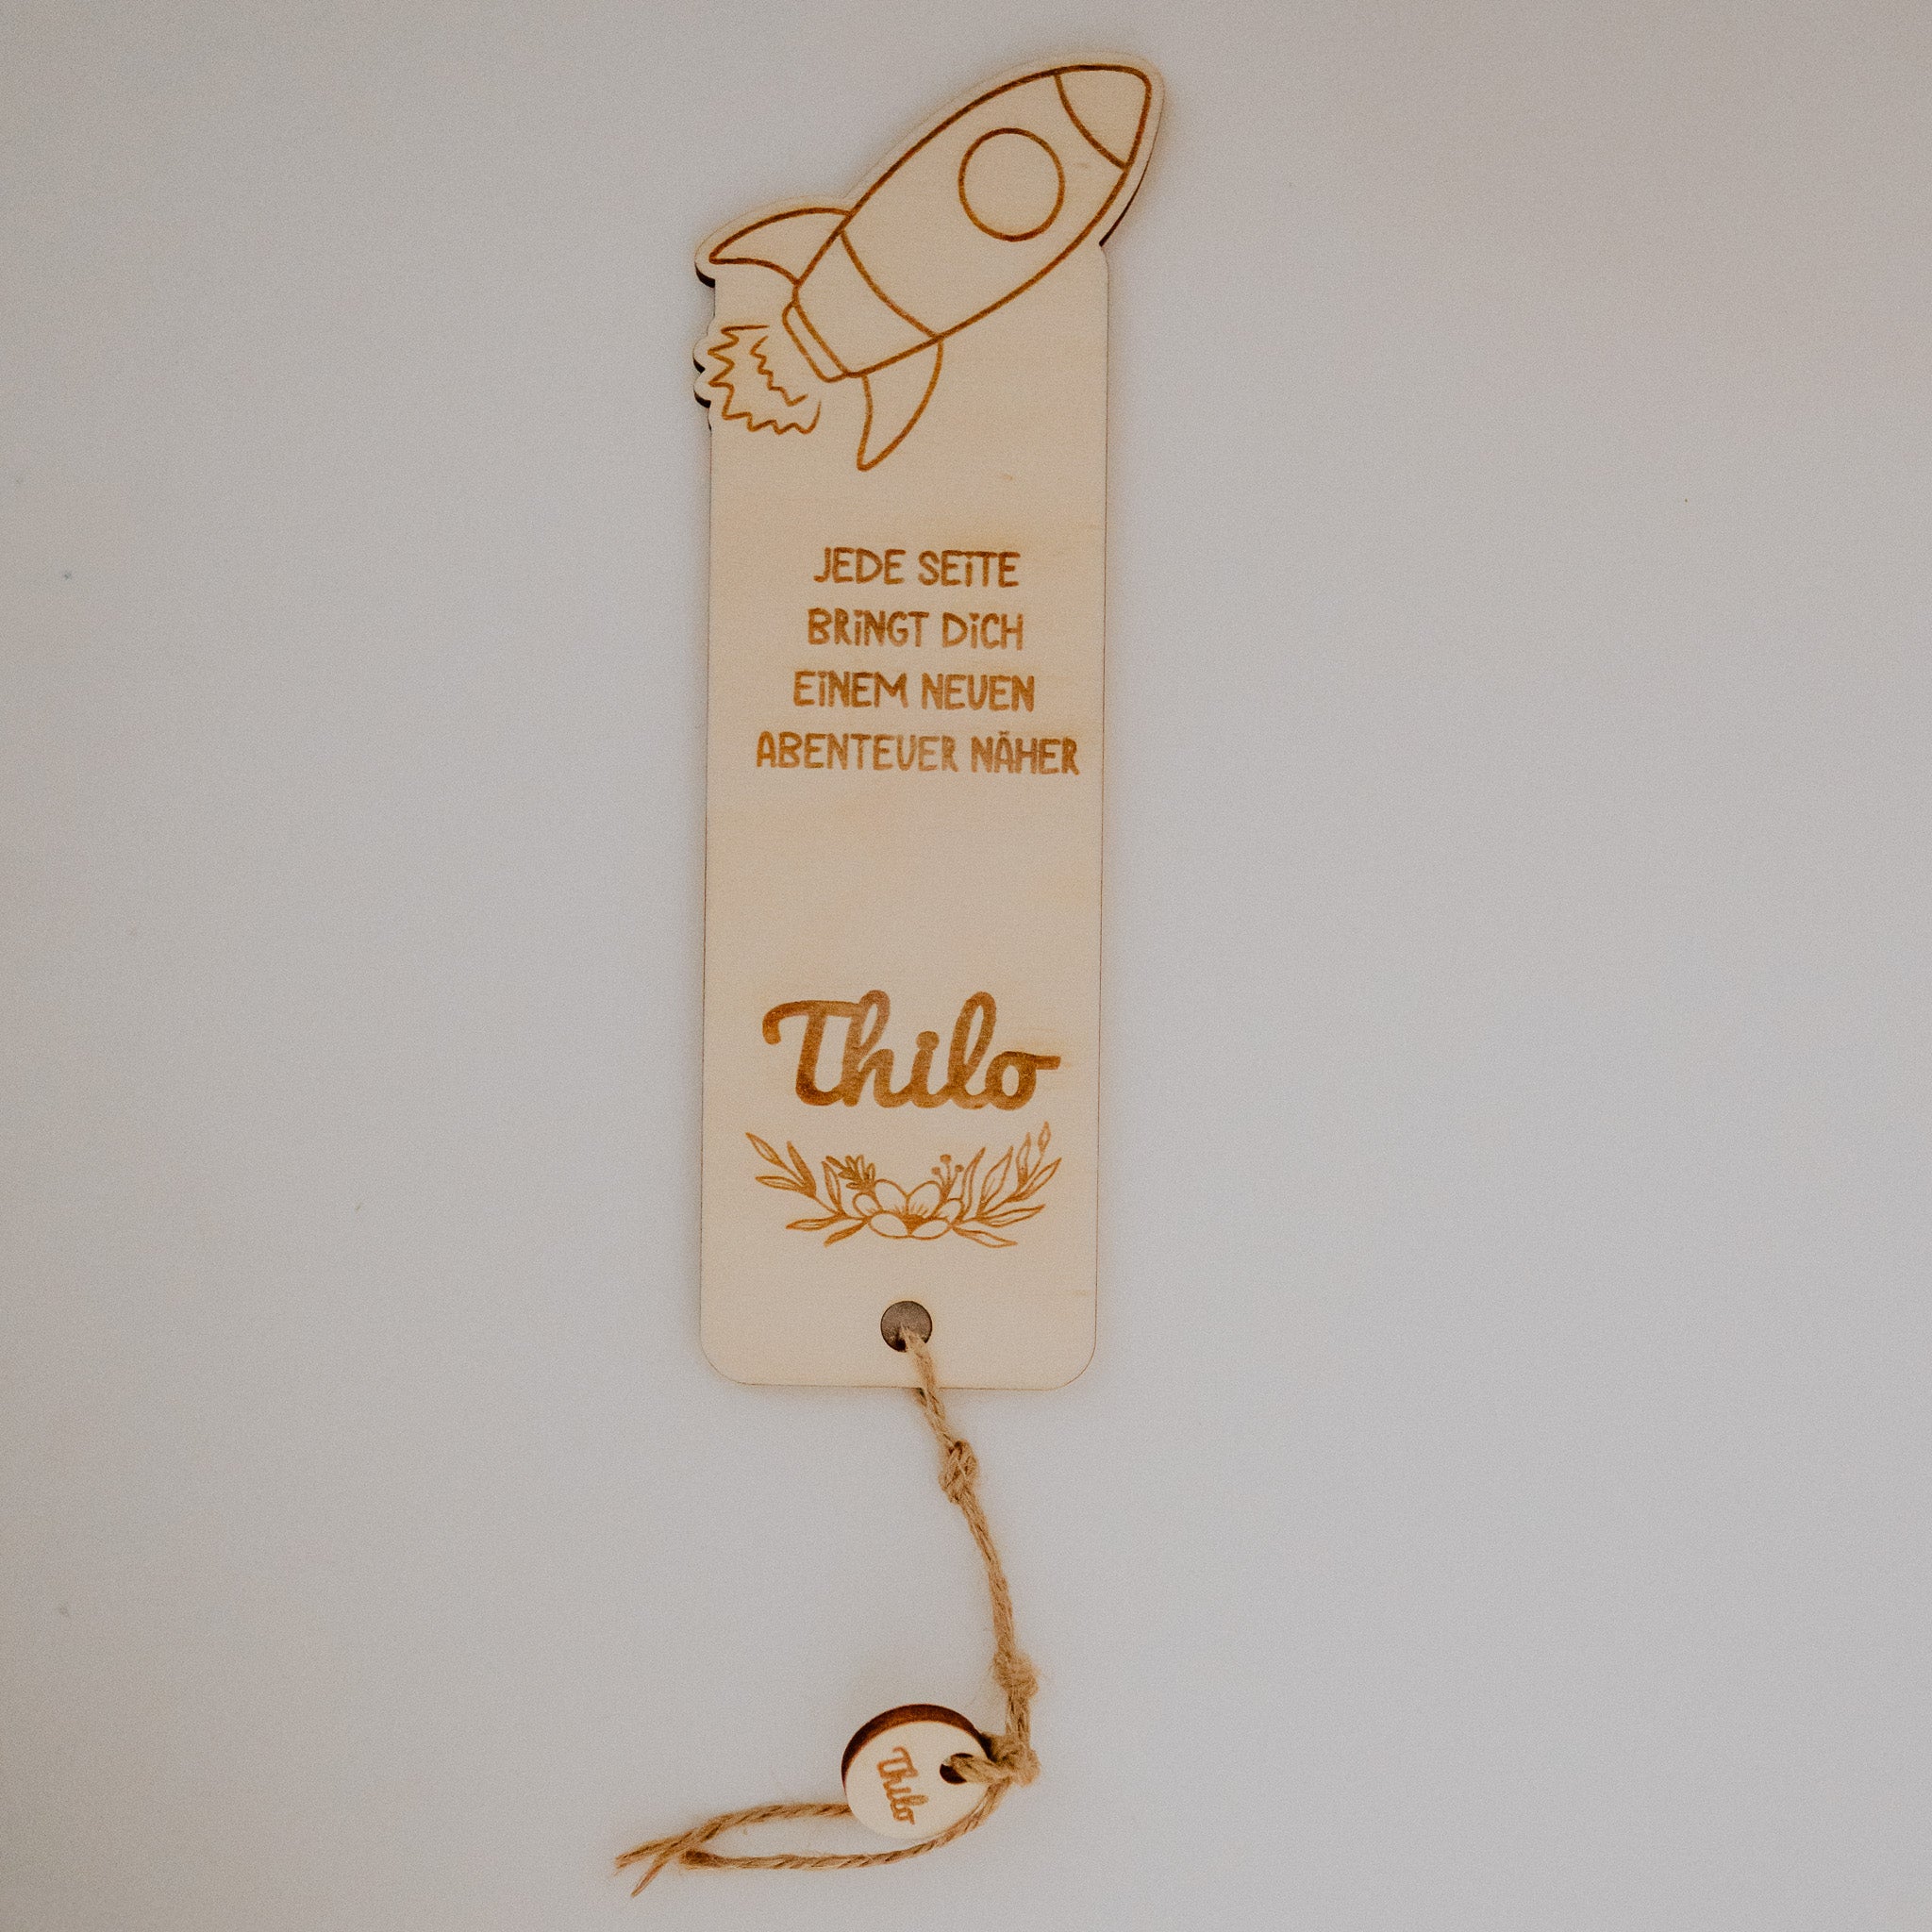 JEDE SEITE
BRINGT DICH
EINEM NEUEN
ABENTEUER NÄHER
Thilo
Thilo